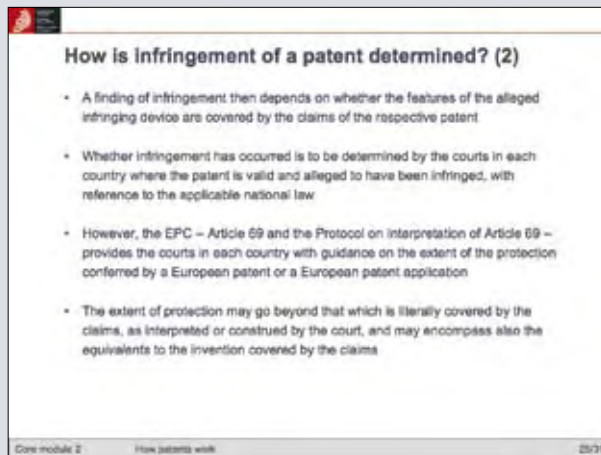 How is infringement of a patent determined? (2)
• A finding of infringement then depends on whether the features of the alleged
infringing device are covered by the claims of the respective patent
• Whether infringement has occurred is to be determined by the courts in each
country where the patent is valid and alleged to have been infringed, with
reference to the applicable national law
• However, the EPC – Article 69 and the Protocol on Interpretation of Article 69 –
provides the courts in each country with guidance on the extent of the protection
conferred by a European patent or a European patent application
• The extent of protection may go beyond that which is literally covered by the
claims, as interpreted or construed by the court, and may encompass also the
equivalents to the invention covered by the claims
Core module 2 How patents work